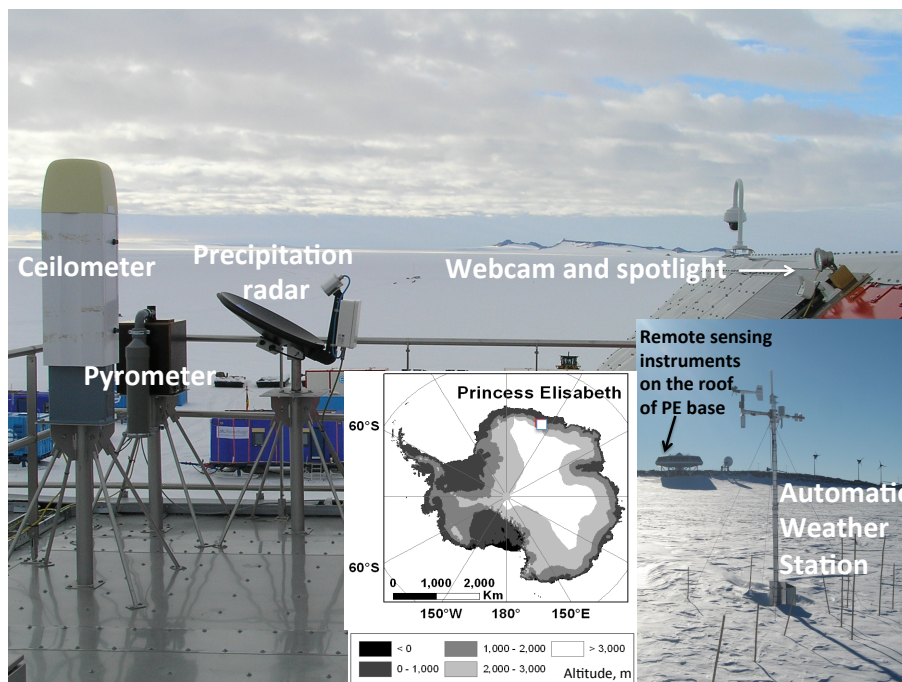 Ceilometer
Precipitation
radar
Webcam and spotlight
Pyrometer
Remote sensing
instruments
on the roof
of PE base
Automatic
Weather
Station
Princess Elisabeth
60°S
60°S
0 1,000 2,000
Km
150°W 180° 150°E
< 0 1,000 - 2,000 > 3,000
0 - 1,000 2,000 - 3,000 Altitude, m